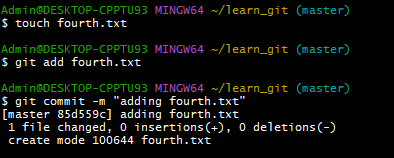 Admin@DESKTOP-CPPTU93 MINGW64 ~/learn_git (master)
$ touch fourth.txt
Admin@DESKTOP-CPPTU93 MINGW64 ~/learn_git (master)
$ git add fourth.txt
Admin@DESKTOP-CPPTU93 MINGW64 ~/learn_git (master)
$ git commit -m "adding fourth.txt"
[master 85d559c] adding fourth.txt
 1 file changed, 0 insertions(+), 0 deletions(-)
 create mode 100644 fourth.txt